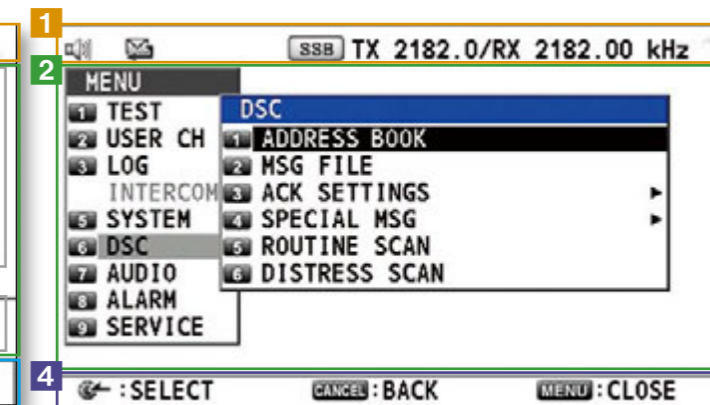 1
SSB TX 2182.0/RX 2182.00 kHz
2
MENU
1 TEST
2 USER CH
3 LOG
INTERCOM
5 SYSTEM
6 DSC
7 AUDIO
8 ALARM
9 SERVICE
DSC
1 ADDRESS BOOK
2 MSG FILE
3 ACK SETTINGS
4 SPECIAL MSG
5 ROUTINE SCAN
6 DISTRESS SCAN
4
:SELECT CANCEL:BACK MENU:CLOSE